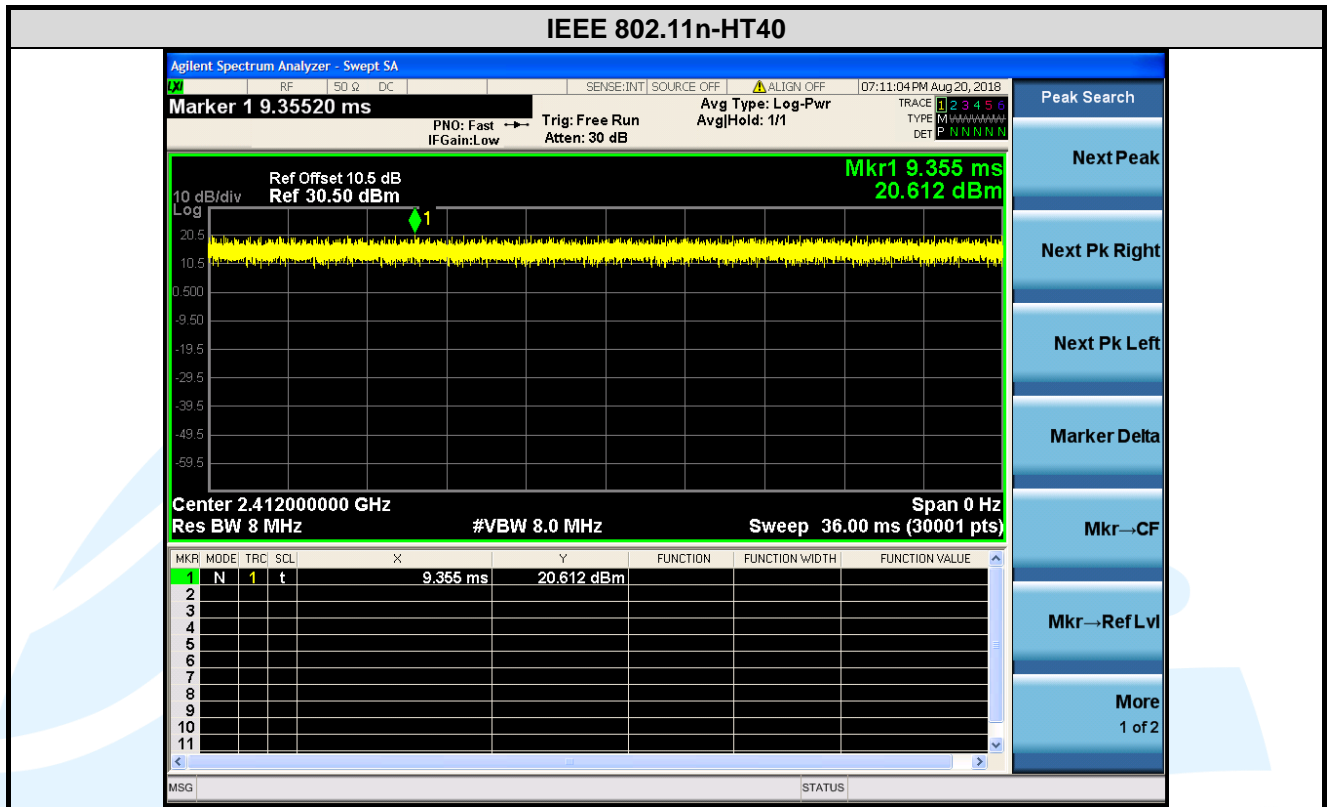 IEEE 802.11n-HT40
Agilent Spectrum Analyzer - Swept SA
LXI RF 50 Ω DC SENSE:INT SOURCE OFF ALIGN OFF 07:11:04 PM Aug 20, 2018
Marker 1 9.35520 ms
PNO: Fast
IFGain:Low
Trig: Free Run
Atten: 30 dB
Avg Type: Log-Pwr
Avg|Hold: 1/1
TRACE 1 2 3 4 5 6
TYPE M
DET P N N N N N
Ref Offset 10.5 dB
10 dB/div Ref 30.50 dBm
Log
Mkr1 9.355 ms
20.612 dBm
1
20.5
10.5
0.500
-9.50
-19.5
-29.5
-39.5
-49.5
-59.5
Center 2.412000000 GHz Span 0 Hz
Res BW 8 MHz #VBW 8.0 MHz Sweep 36.00 ms (30001 pts)
MKR MODE TRC SCL X Y FUNCTION FUNCTION WIDTH FUNCTION VALUE
1 N 1 t 9.355 ms 20.612 dBm
2
3
4
5
6
7
8
9
10
11
MSG STATUS
Peak Search
Next Peak
Next Pk Right
Next Pk Left
Marker Delta
Mkr→CF
Mkr→Ref Lvl
More
1 of 2